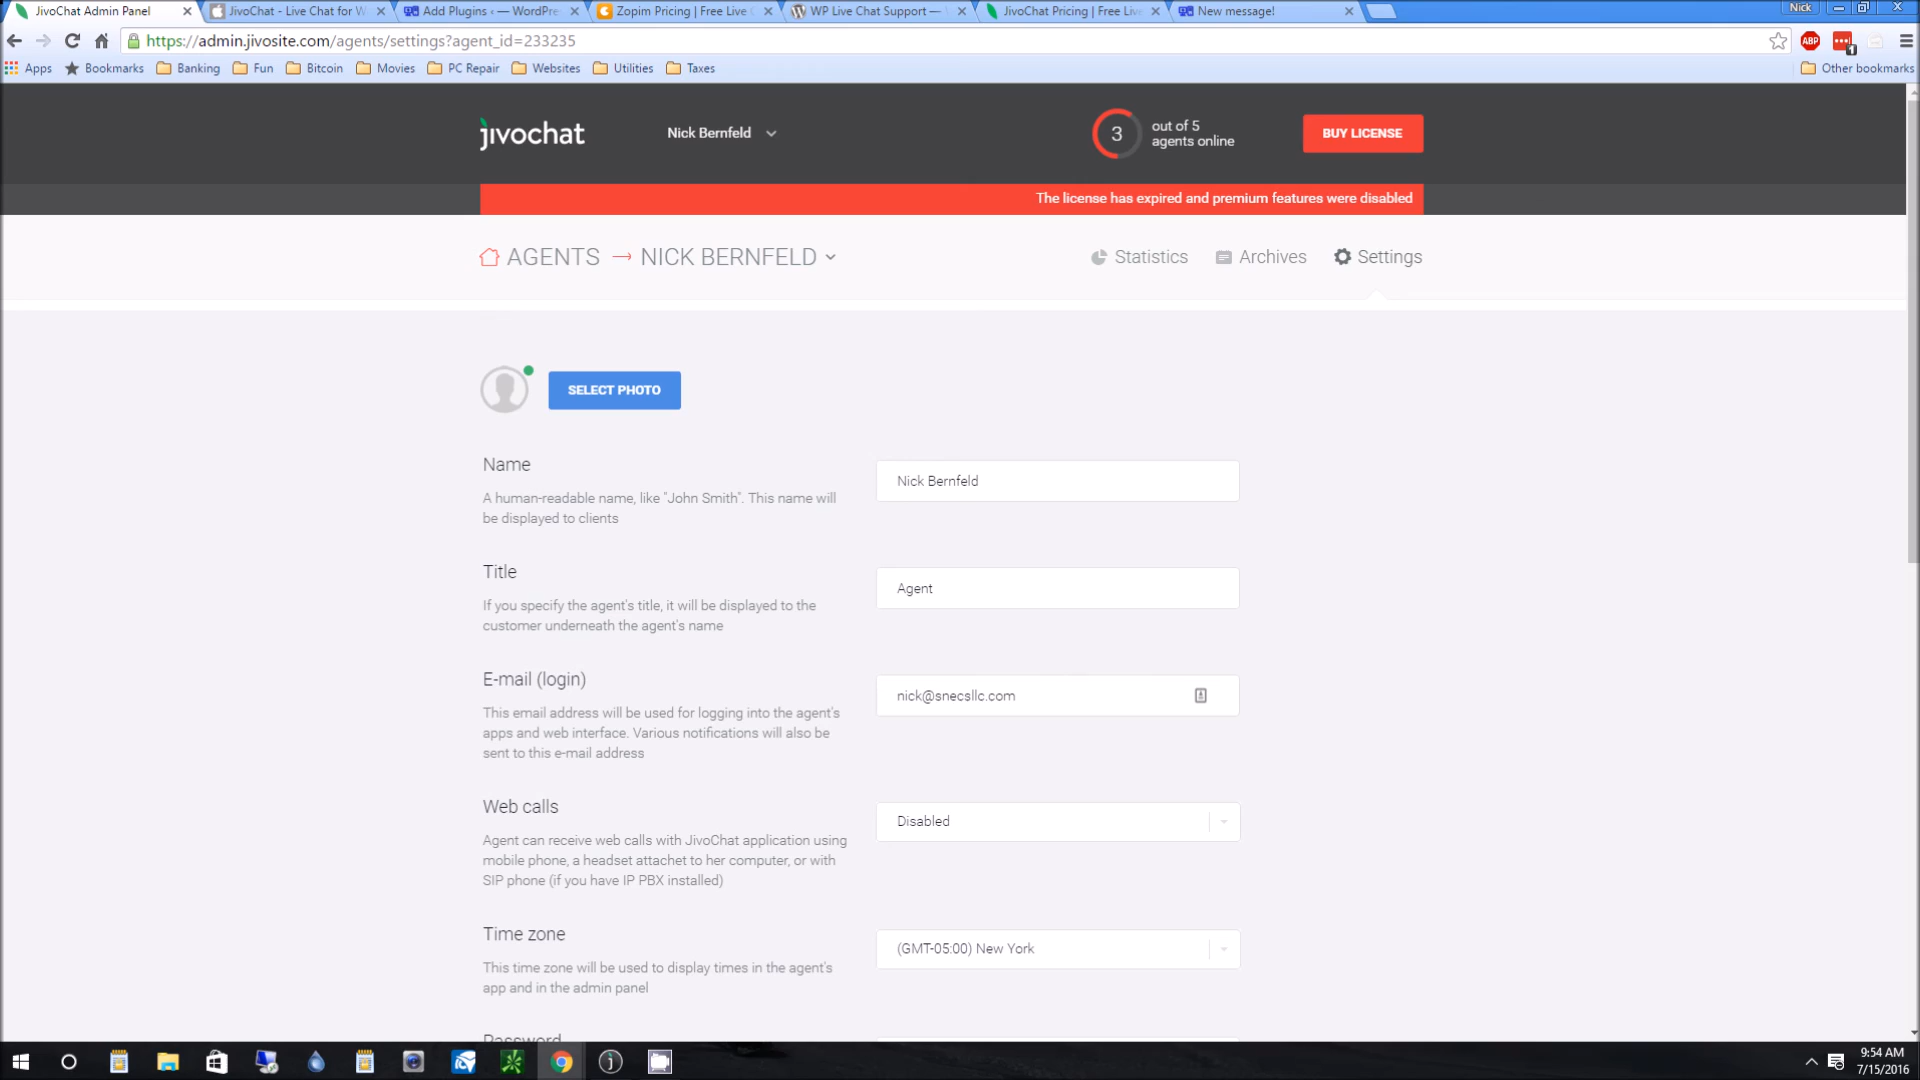 JivoChat Admin Panel
JivoChat - Live Chat for W
Add Plugins ‹ — WordPre
Zopim Pricing | Free Live
WP Live Chat Support —
JivoChat Pricing | Free Liv
New message!
Nick
https://admin.jivosite.com/agents/settings?agent_id=233235
ABP
1
Apps
Bookmarks
Banking
Fun
Bitcoin
Movies
PC Repair
Websites
Utilities
Taxes
Other bookmarks
jivochat
Nick Bernfeld
3
out of 5
agents online
BUY LICENSE
The license has expired and premium features were disabled
AGENTS → NICK BERNFELD
Statistics
Archives
Settings
SELECT PHOTO
Name
A human-readable name, like "John Smith". This name will
be displayed to clients
Nick Bernfeld
Title
If you specify the agent's title, it will be displayed to the
customer underneath the agent's name
Agent
E-mail (login)
This email address will be used for logging into the agent's
apps and web interface. Various notifications will also be
sent to this e-mail address
nick@snecsllc.com
Web calls
Agent can receive web calls with JivoChat application using
mobile phone, a headset attachet to her computer, or with
SIP phone (if you have IP PBX installed)
Disabled
Time zone
This time zone will be used to display times in the agent's
app and in the admin panel
(GMT-05:00) New York
Password
9:54 AM
7/15/2016